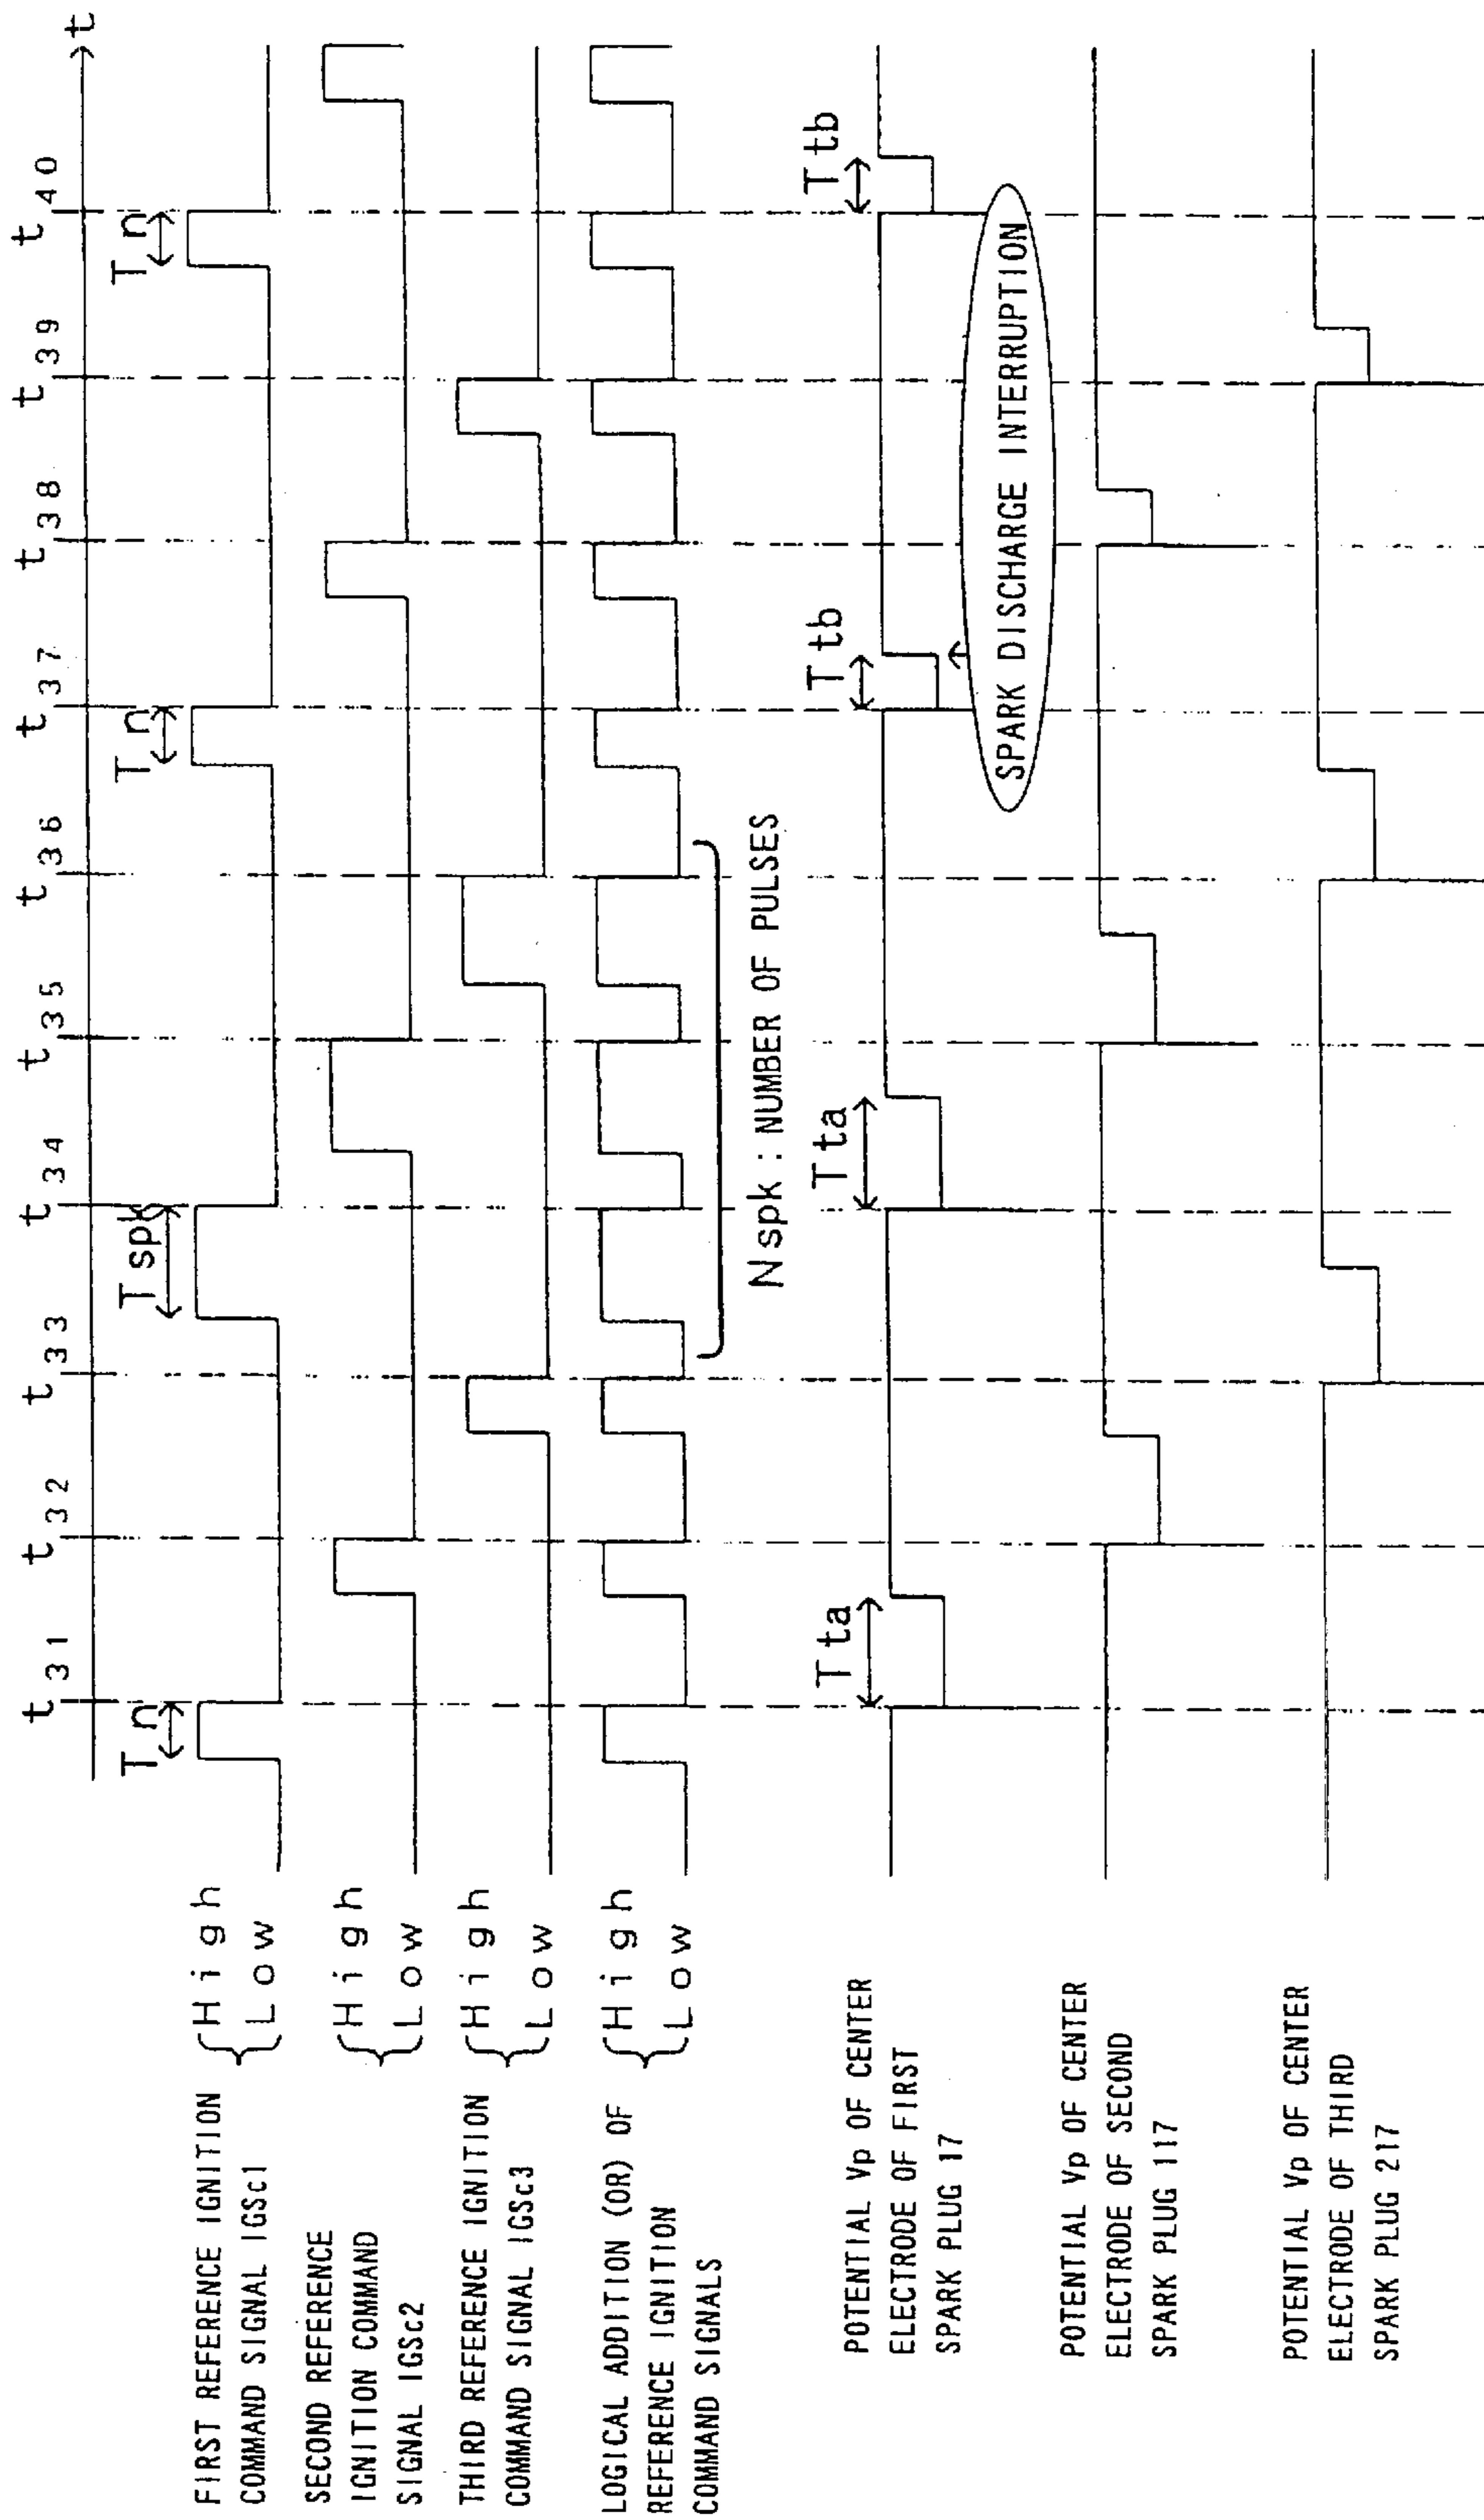 t31 t32 t33 t34 t35 t36 t37 t38 t39 t40 t
Tn Tspk Tn Tn
FIRST REFERENCE IGNITION
COMMAND SIGNAL IGSc1
High
Low
SECOND REFERENCE
IGNITION COMMAND
SIGNAL IGSc2
High
Low
THIRD REFERENCE IGNITION
COMMAND SIGNAL IGSc3
High
Low
LOGICAL ADDITION (OR) OF
REFERENCE IGNITION
COMMAND SIGNALS
High
Low
Nspk : NUMBER OF PULSES
Tta Tta Ttb Ttb
POTENTIAL Vp OF CENTER
ELECTRODE OF FIRST
SPARK PLUG 17
SPARK DISCHARGE INTERRUPTION
POTENTIAL Vp OF CENTER
ELECTRODE OF SECOND
SPARK PLUG 117
POTENTIAL Vp OF CENTER
ELECTRODE OF THIRD
SPARK PLUG 217